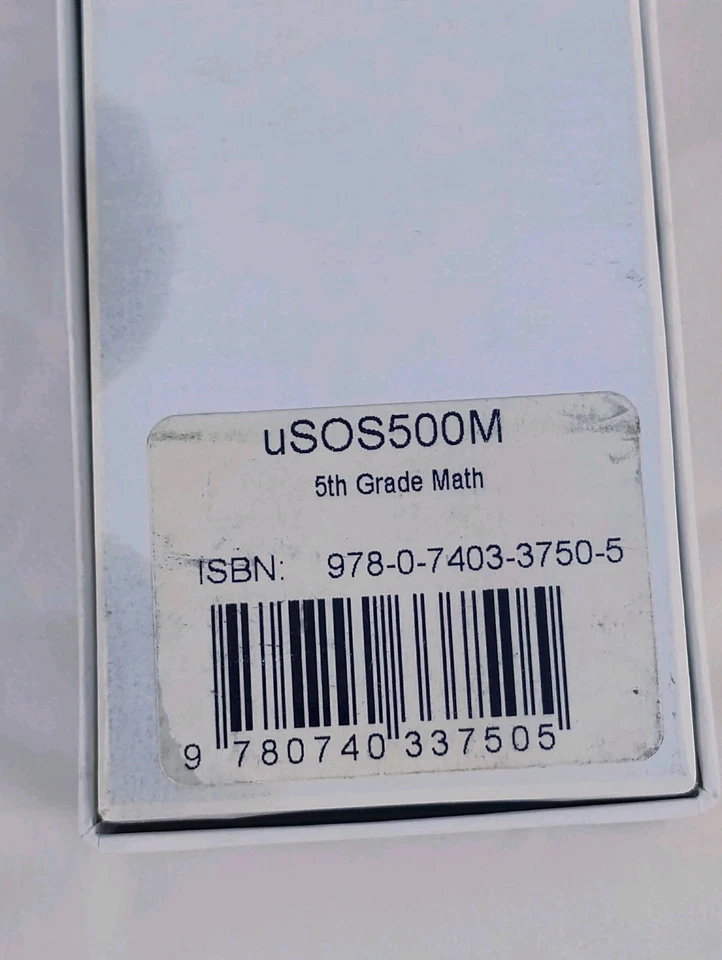 uSOS500M
5th Grade Math
ISBN: 978-0-7403-3750-5
9 780740 337505